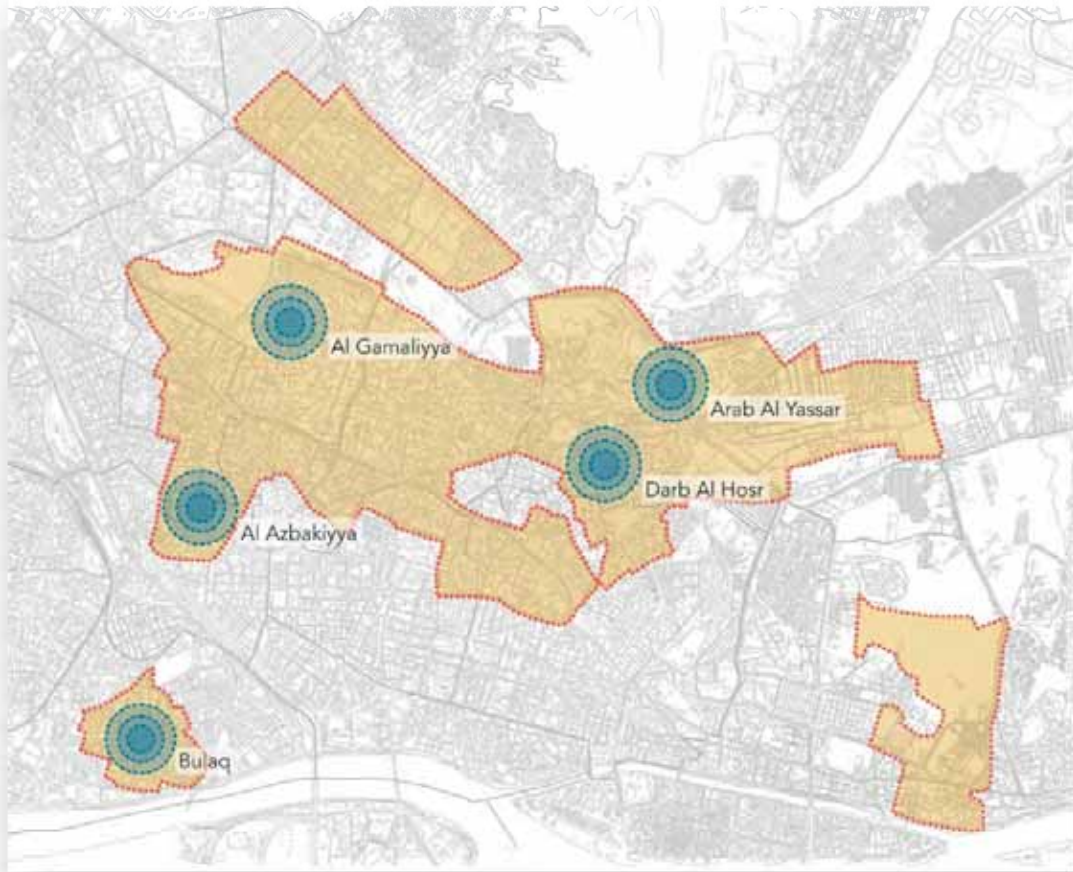 Al Gamaliyya
Arab Al Yassar
Darb Al Hosr
Al Azbakiyya
Bulaq